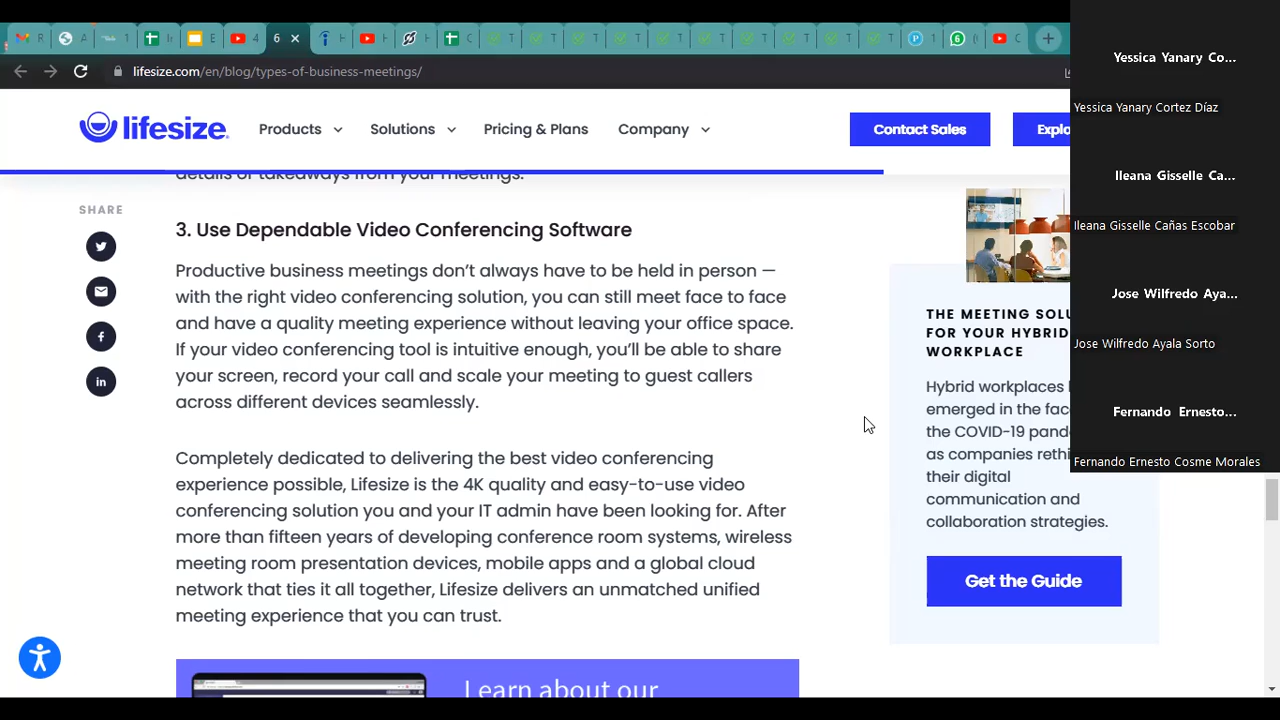 lifesize.com/en/blog/types-of-business-meetings/
lifesize
Products
Solutions
Pricing & Plans
Company
Contact Sales
SHARE
3. Use Dependable Video Conferencing Software
Productive business meetings don’t always have to be held in person —
with the right video conferencing solution, you can still meet face to face
and have a quality meeting experience without leaving your office space.
If your video conferencing tool is intuitive enough, you’ll be able to share
your screen, record your call and scale your meeting to guest callers
across different devices seamlessly.
Completely dedicated to delivering the best video conferencing
experience possible, Lifesize is the 4K quality and easy-to-use video
conferencing solution you and your IT admin have been looking for. After
more than fifteen years of developing conference room systems, wireless
meeting room presentation devices, mobile apps and a global cloud
network that ties it all together, Lifesize delivers an unmatched unified
meeting experience that you can trust.
Learn about our
THE MEETING
FOR YOUR HYBRID
WORKPLACE
Hybrid workplaces
emerged in the
the COVID-19
as companies
their digital
communication and
collaboration strategies.
Get the Guide
Yessica Yanary Co...
Yessica Yanary Cortez Díaz
Ileana Gisselle Ca...
Ileana Gisselle Cañas Escobar
Jose Wilfredo Aya...
Jose Wilfredo Ayala Sorto
Fernando Ernesto...
Fernando Ernesto Cosme Morales